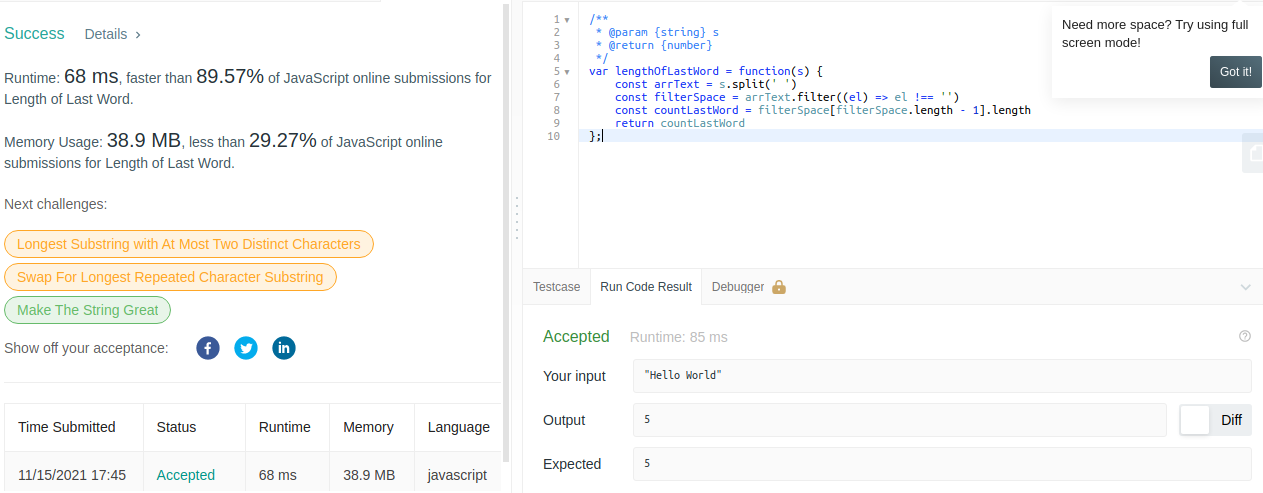 Success Details >
Runtime: 68 ms, faster than 89.57% of JavaScript online submissions for
Length of Last Word.
Memory Usage: 38.9 MB, less than 29.27% of JavaScript online
submissions for Length of Last Word.
Next challenges:
Longest Substring with At Most Two Distinct Characters
Swap For Longest Repeated Character Substring
Make The String Great
Show off your acceptance:
Time Submitted Status Runtime Memory Language
11/15/2021 17:45 Accepted 68 ms 38.9 MB javascript
1 /**
2  * @param {string} s
3  * @return {number}
4  */
5 var lengthOfLastWord = function(s) {
6     const arrText = s.split(' ')
7     const filterSpace = arrText.filter((el) => el !== '')
8     const countLastWord = filterSpace[filterSpace.length - 1].length
9     return countLastWord
10 };
Need more space? Try using full
screen mode!
Got it!
Testcase Run Code Result Debugger
Accepted Runtime: 85 ms
Your input "Hello World"
Output 5 Diff
Expected 5